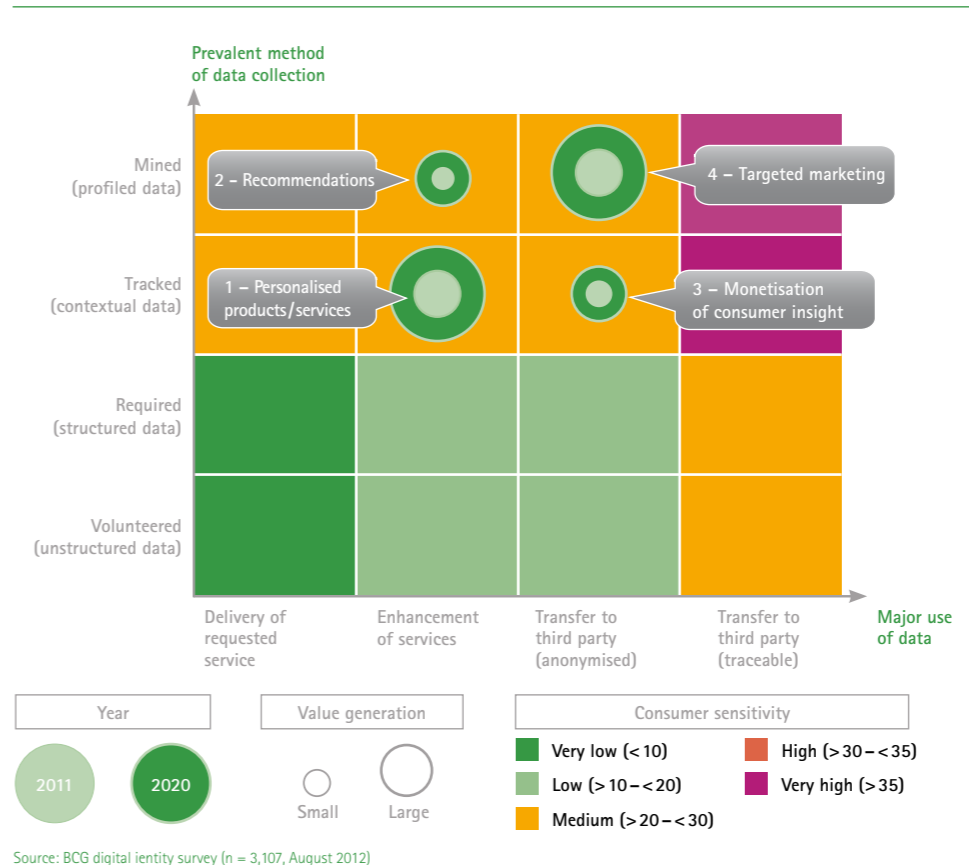 Prevalent method
of data collection
Mined
(profiled data)
2 – Recommendations
4 – Targeted marketing
Tracked
(contextual data)
1 – Personalised
products/services
3 – Monetisation
of consumer insight
Required
(structured data)
Volunteered
(unstructured data)
Delivery of
requested
service
Enhancement
of services
Transfer to
third party
(anonymised)
Transfer to
third party
(traceable)
Major use
of data
Year
Value generation
Consumer sensitivity
2011
2020
Small
Large
Very low (<10)
Low (>10–<20)
Medium (>20–<30)
High (>30–<35)
Very high (>35)
Source: BCG digital ientity survey (n = 3,107, August 2012)